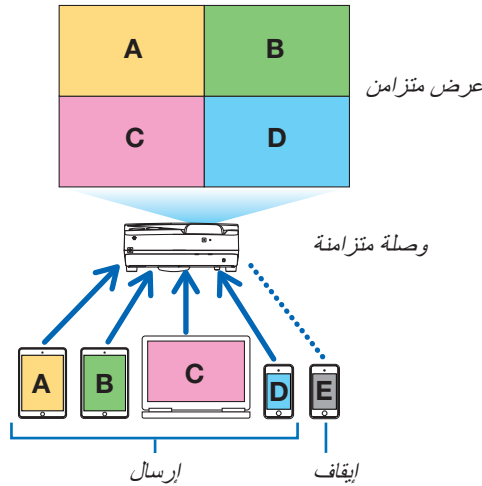 A B
عرض متزامن
C D
وصلة متزامنة
A B C D E
إرسال إيقاف